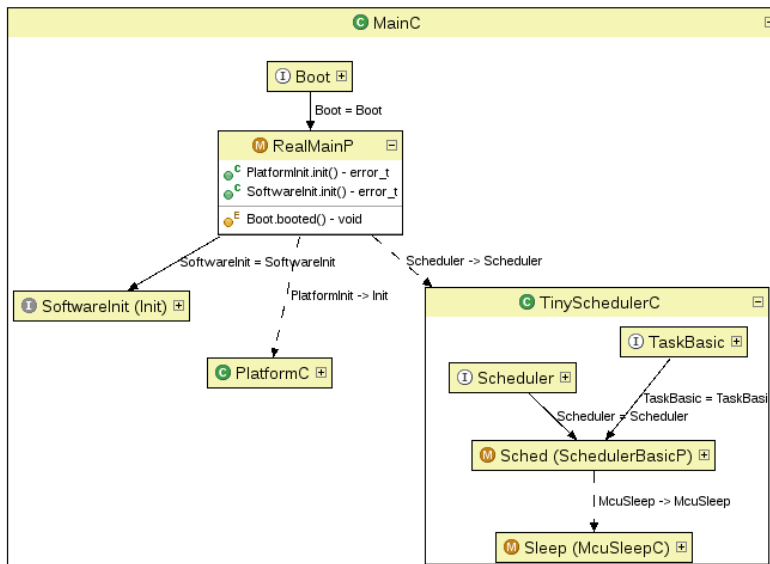 C MainC
I Boot
Boot = Boot
M RealMainP
C PlatformInit.init() - error_t
C SoftwareInit.init() - error_t
E Boot.booted() - void
SoftwareInit = SoftwareInit
Scheduler -> Scheduler
PlatformInit -> Init
I SoftwareInit (Init)
C TinySchedulerC
C PlatformC
I TaskBasic
I Scheduler
TaskBasic = TaskBasi
Scheduler = Scheduler
M Sched (SchedulerBasicP)
McuSleep -> McuSleep
M Sleep (McuSleepC)